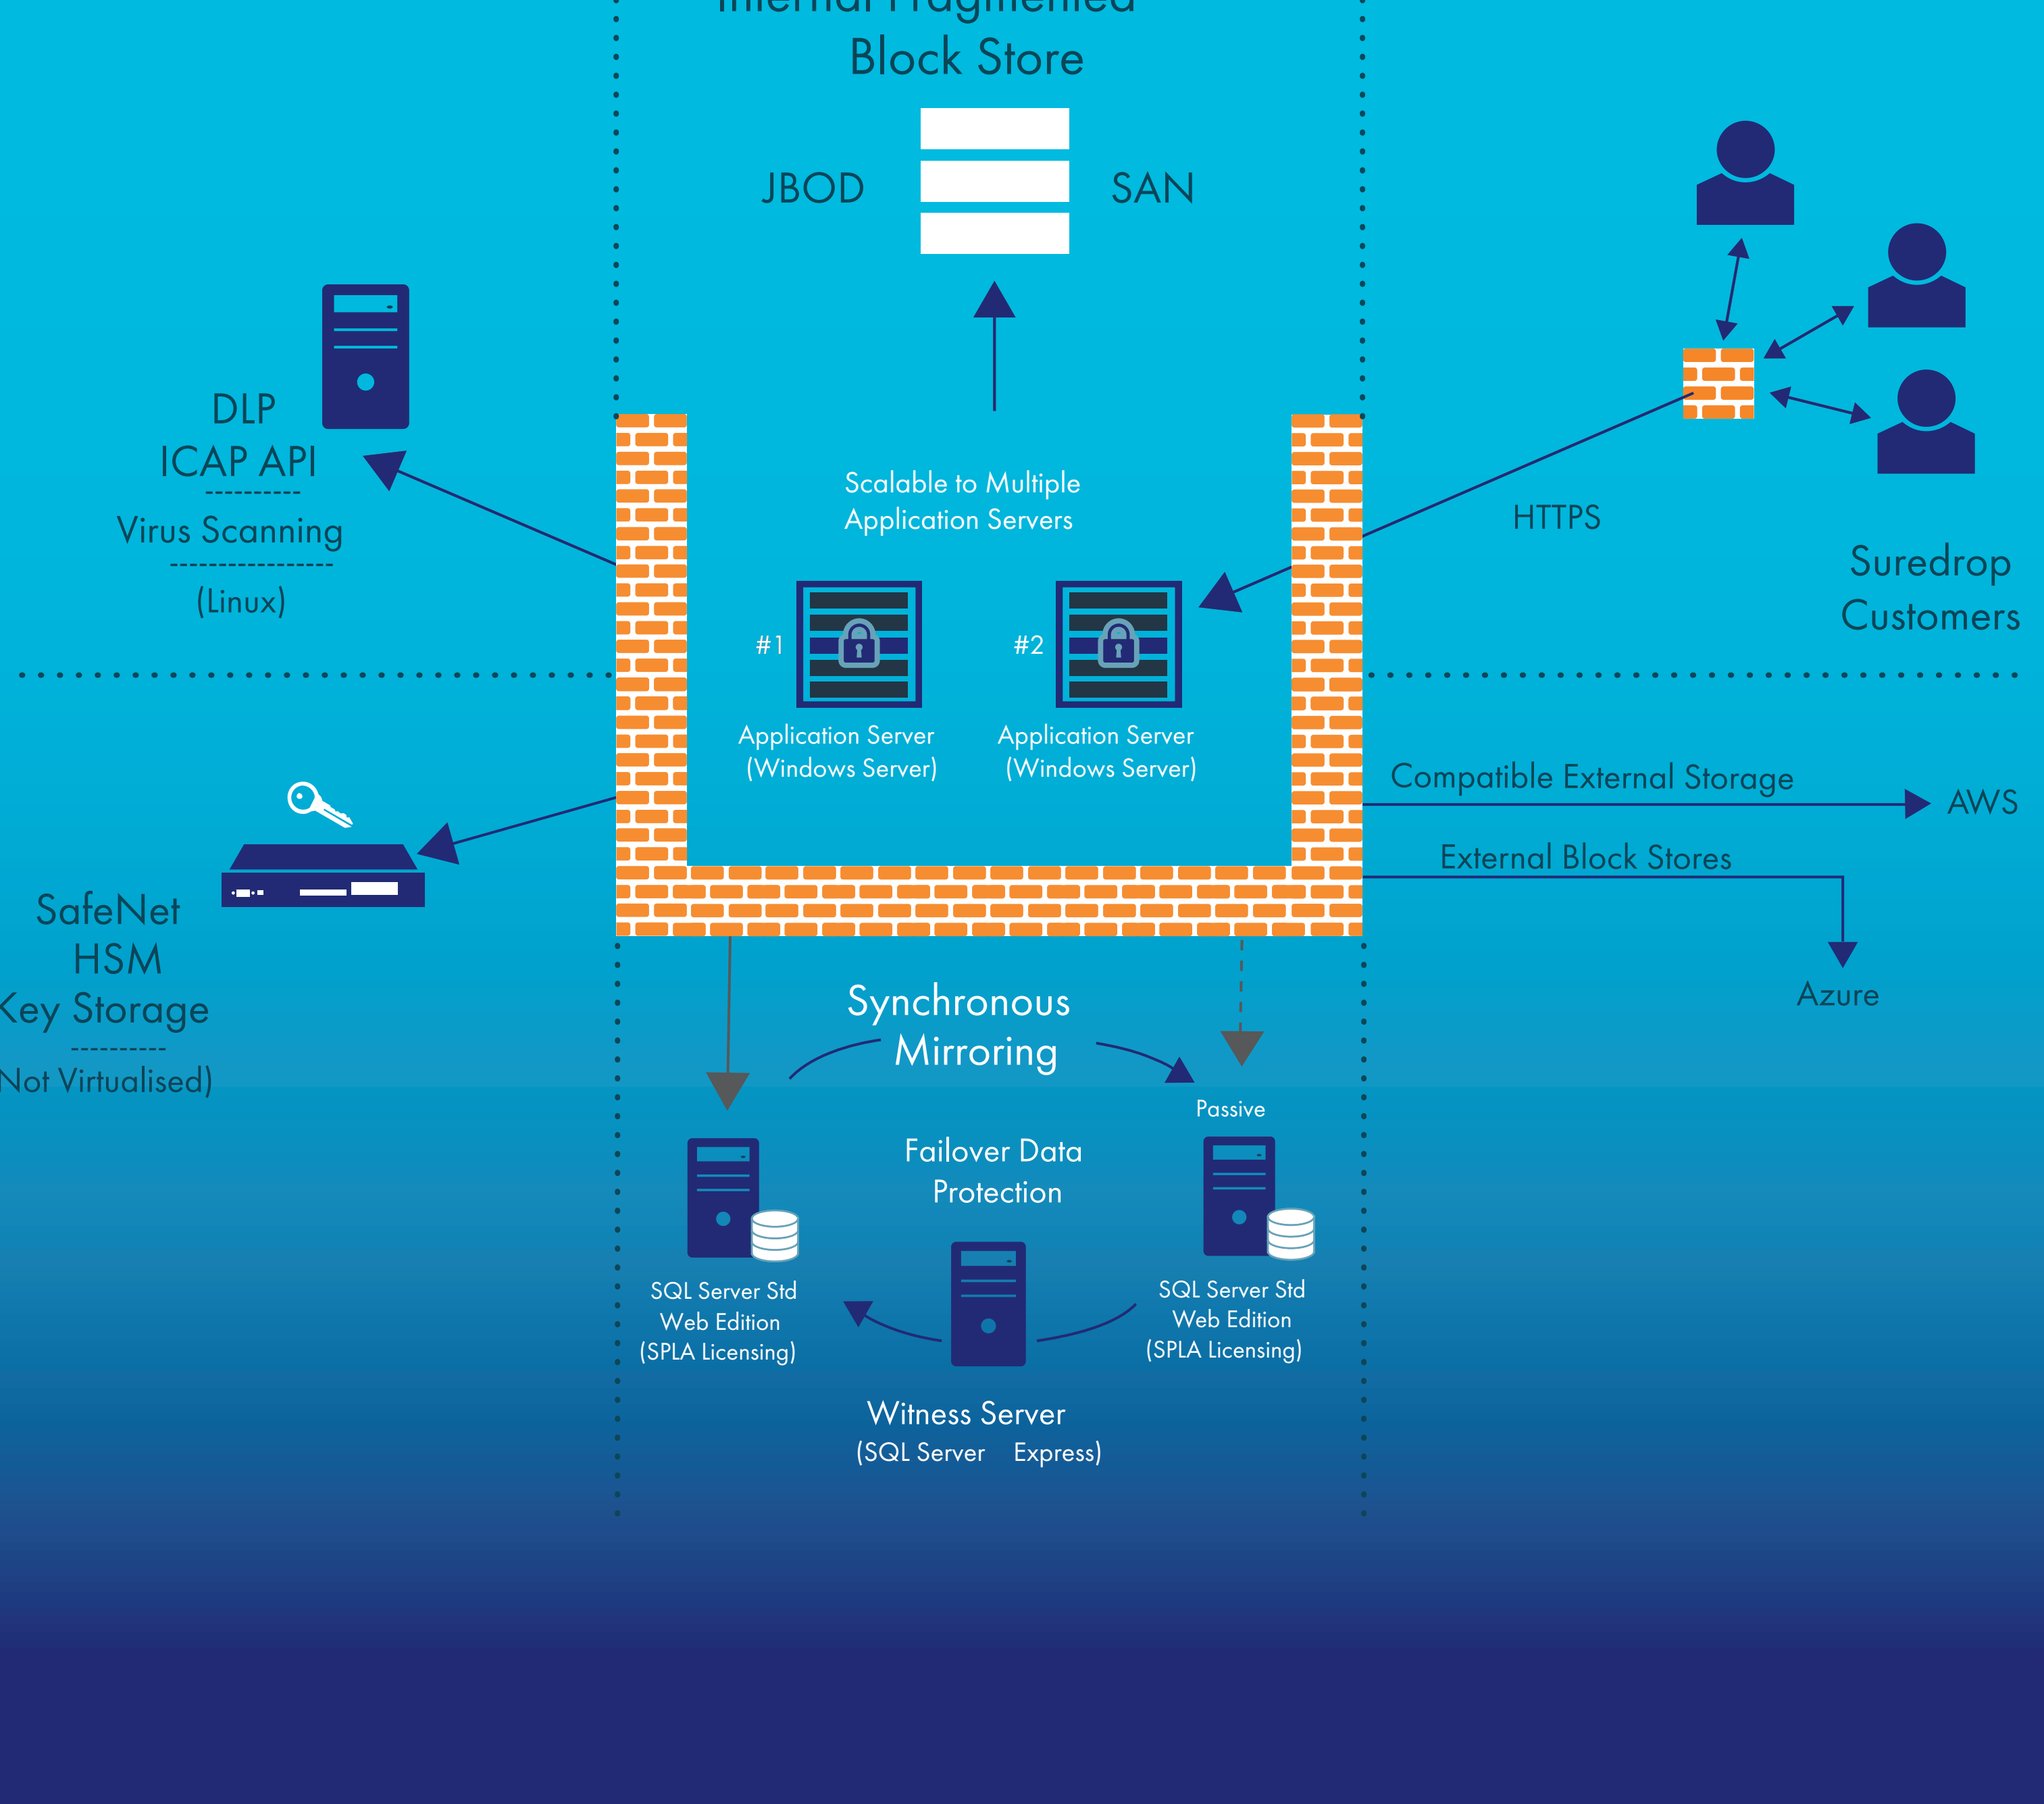 Internal Fragmented
Block Store
JBOD
SAN
DLP
ICAP API
----------
Virus Scanning
-----------------
(Linux)
Scalable to Multiple
Application Servers
#1
#2
Application Server
(Windows Server)
Application Server
(Windows Server)
HTTPS
Suredrop
Customers
SafeNet
HSM
Key Storage
----------
Not Virtualised)
Compatible External Storage
AWS
External Block Stores
Azure
Synchronous
Mirroring
Passive
Failover Data
Protection
SQL Server Std
Web Edition
(SPLA Licensing)
SQL Server Std
Web Edition
(SPLA Licensing)
Witness Server
(SQL Server Express)